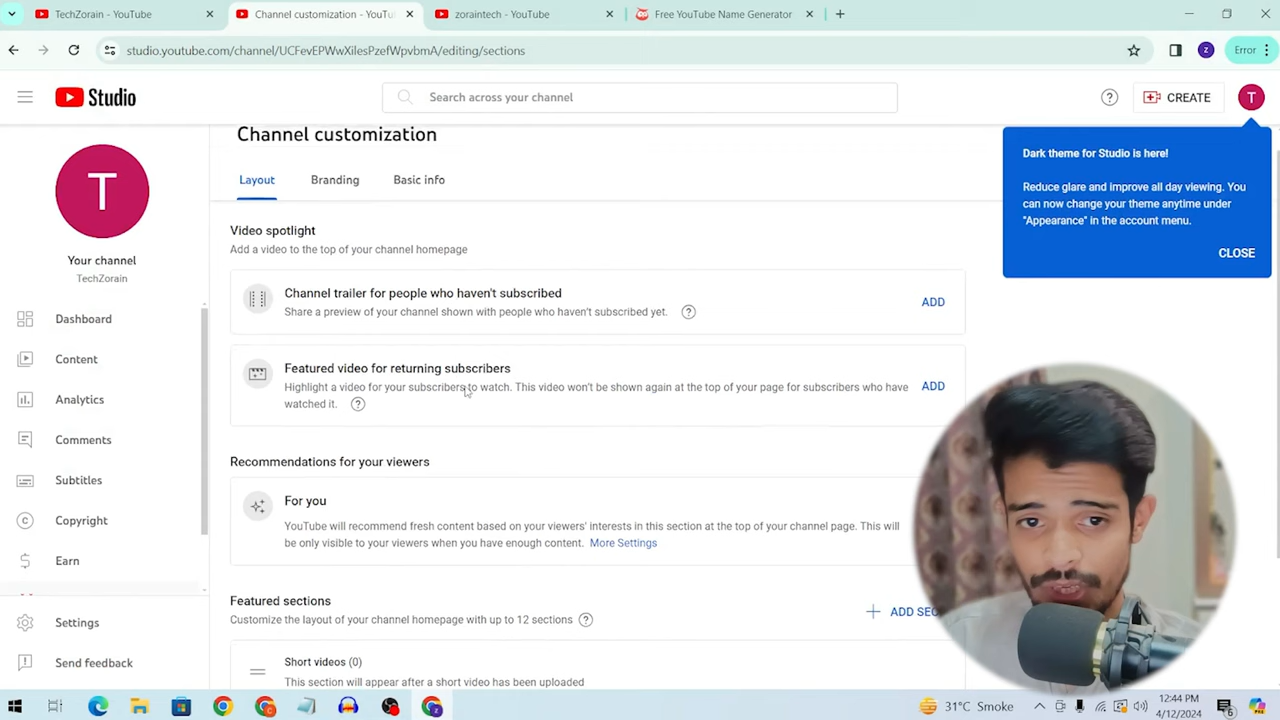 TechZorain - YouTube
Channel customization - YouTu
zoraintech - YouTube
Free YouTube Name Generator
studio.youtube.com/channel/UCFevEPWwXilesPzefWpvbmA/editing/sections
z
Error
Studio
Search across your channel
CREATE
T
Channel customization
Dark theme for Studio is here!
Reduce glare and improve all day viewing. You
can now change your theme anytime under
"Appearance" in the account menu.
CLOSE
T
Your channel
TechZorain
Dashboard
Content
Analytics
Comments
Subtitles
Copyright
Earn
Settings
Send feedback
Layout
Branding
Basic info
Video spotlight
Add a video to the top of your channel homepage
Channel trailer for people who haven't subscribed
Share a preview of your channel shown with people who haven't subscribed yet.
ADD
Featured video for returning subscribers
Highlight a video for your subscribers to watch. This video won't be shown again at the top of your page for subscribers who have
watched it.
ADD
Recommendations for your viewers
For you
YouTube will recommend fresh content based on your viewers' interests in this section at the top of your channel page. This will
be only visible to your viewers when you have enough content. More Settings
Featured sections
Customize the layout of your channel homepage with up to 12 sections
ADD SEC
Short videos (0)
This section will appear after a short video has been uploaded
31°C Smoke
12:44 PM
4/12/2024
6